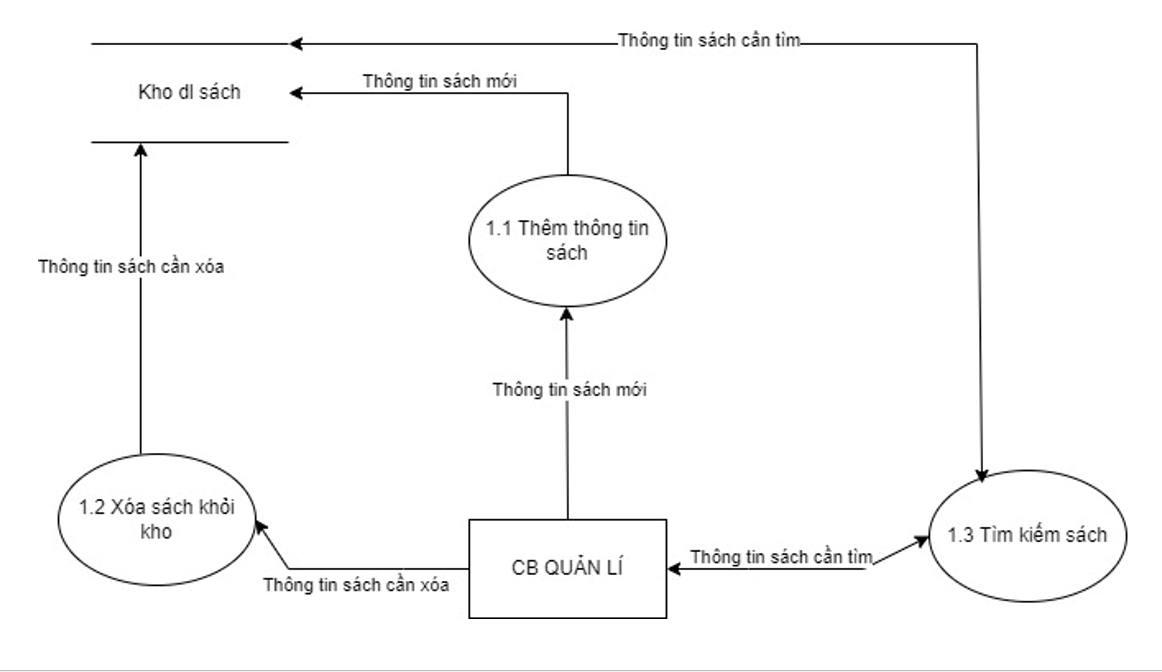 Thông tin sách cần tìm
Thông tin sách mới
Kho dl sách
1.1 Thêm thông tin
sách
Thông tin sách cần xóa
Thông tin sách mới
1.2 Xóa sách khỏi
kho
1.3 Tìm kiếm sách
Thông tin sách cần tìm
CB QUẢN LÍ
Thông tin sách cần xóa